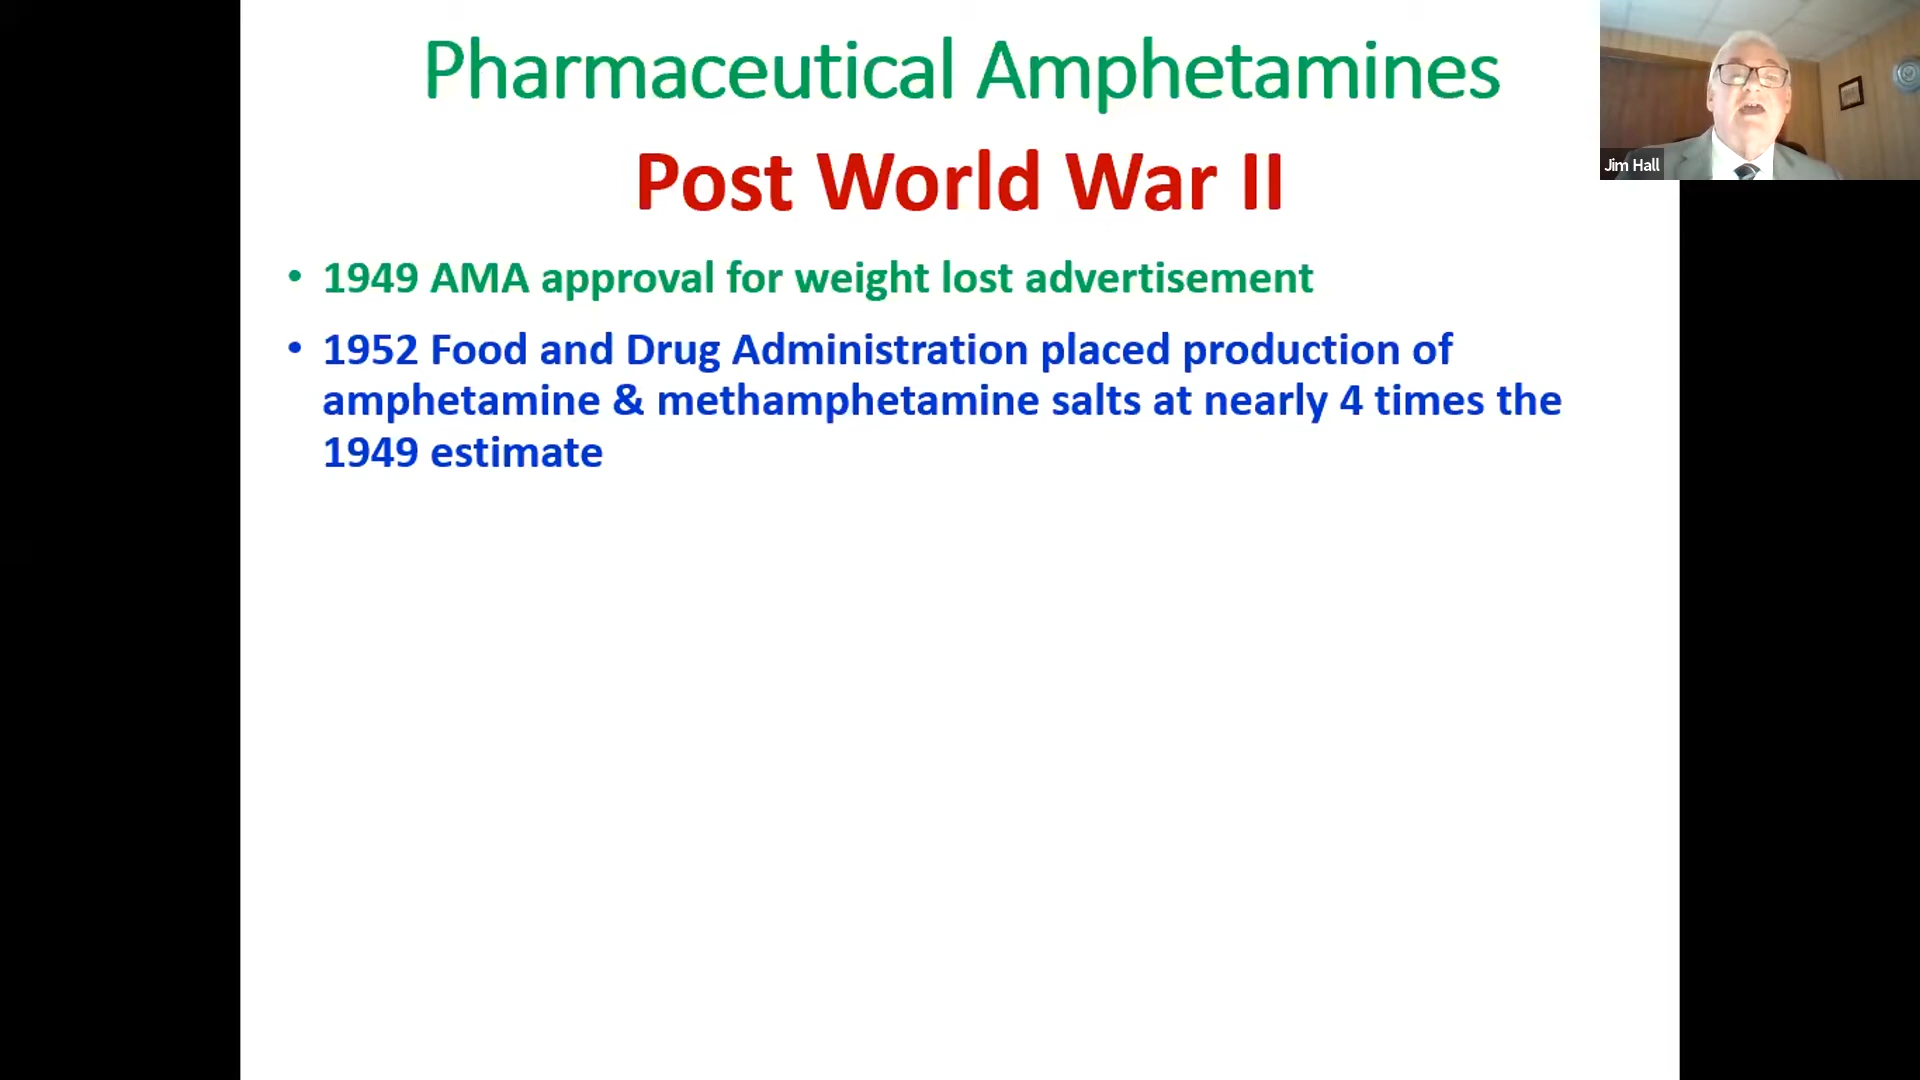 Pharmaceutical Amphetamines
Post World War II
Jim Hall
• 1949 AMA approval for weight lost advertisement
• 1952 Food and Drug Administration placed production of
amphetamine & methamphetamine salts at nearly 4 times the
1949 estimate